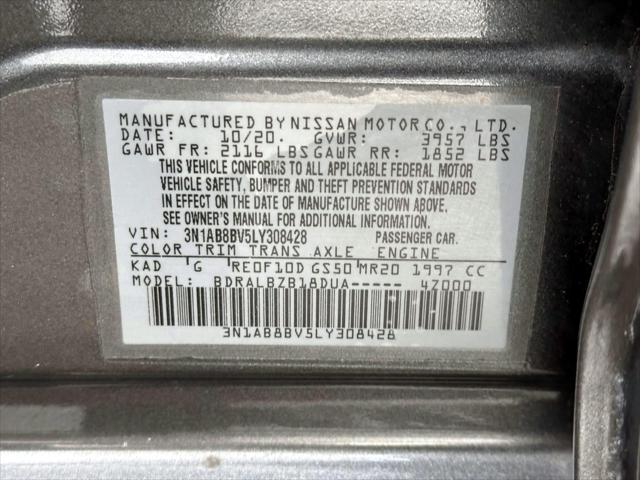 MANUFACTURED BY NISSAN MOTOR CO., LTD.
DATE: 10/20. GVWR: 3957 LBS
GAWR FR: 2116 LBS GAWR RR: 1852 LBS
THIS VEHICLE CONFORMS TO ALL APPLICABLE FEDERAL MOTOR
VEHICLE SAFETY, BUMPER AND THEFT PREVENTION STANDARDS
IN EFFECT ON THE DATE OF MANUFACTURE SHOWN ABOVE.
SEE OWNER'S MANUAL FOR ADDITIONAL INFORMATION.
VIN: 3N1AB8BV5LY308428 PASSENGER CAR.
COLOR TRIM TRANS AXLE ENGINE
KAD G RE0F10D GS50 MR20 1997 CC
MODEL: BDRALBZB18DUA----- 47000
3N1AB8BV5LY308428